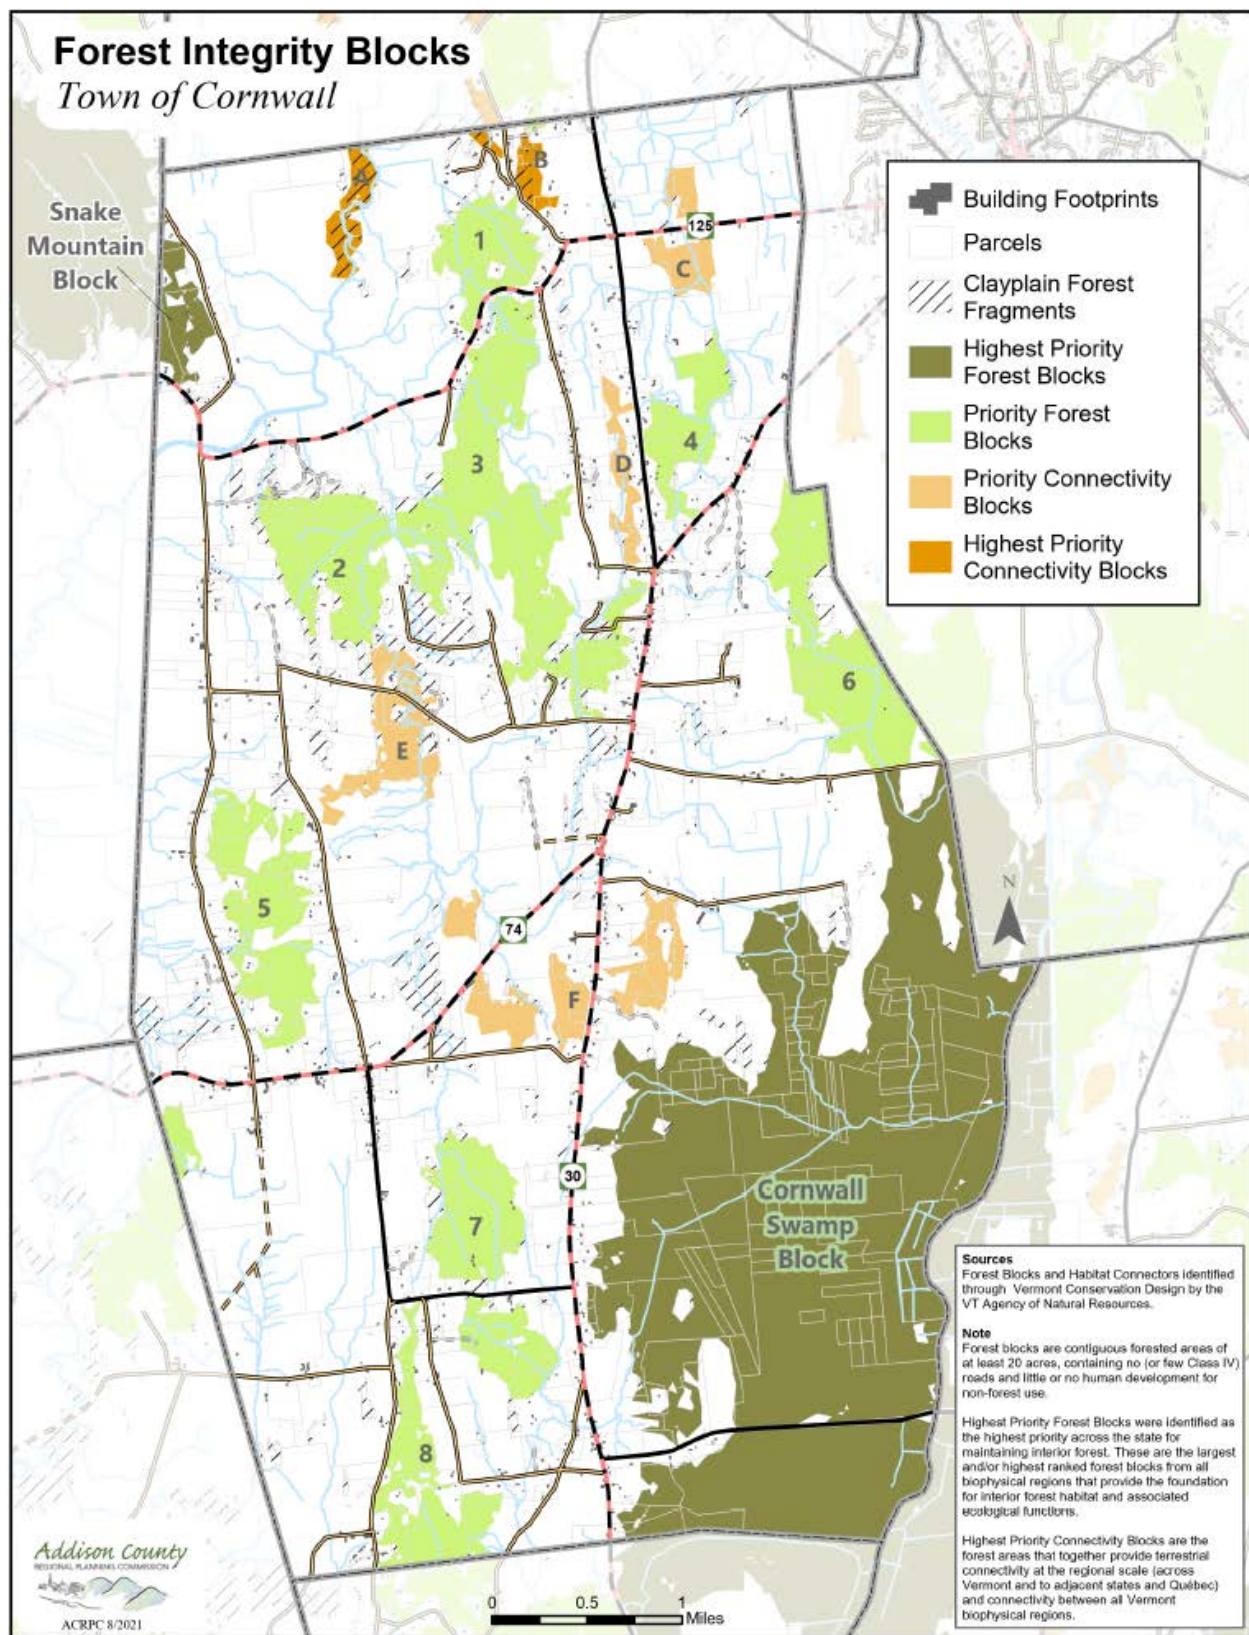 Forest Integrity Blocks
Town of Cornwall
Snake
Mountain
Block
A
B
1
125
C
Building Footprints
Parcels
Clayplain Forest
Fragments
Highest Priority
Forest Blocks
Priority Forest
Blocks
Priority Connectivity
Blocks
Highest Priority
Connectivity Blocks
4
3
D
2
6
E
5
74
N
F
30
7
Cornwall
Swamp
Block
8
Sources
Forest Blocks and Habitat Connectors identified
through Vermont Conservation Design by the
VT Agency of Natural Resources.
Note
Forest blocks are contiguous forested areas of
at least 20 acres, containing no (or few Class IV)
roads and little or no human development for
non-forest use.
Highest Priority Forest Blocks were identified as
the highest priority across the state for
maintaining interior forest. These are the largest
and/or highest ranked forest blocks from all
biophysical regions that provide the foundation
for interior forest habitat and associated
ecological functions.
Highest Priority Connectivity Blocks are the
forest areas that together provide terrestrial
connectivity at the regional scale (across
Vermont and to adjacent states and Québec)
and connectivity between all Vermont
biophysical regions.
Addison County
REGIONAL PLANNING COMMISSION
ACRPC 8/2021
0 0.5 1
Miles